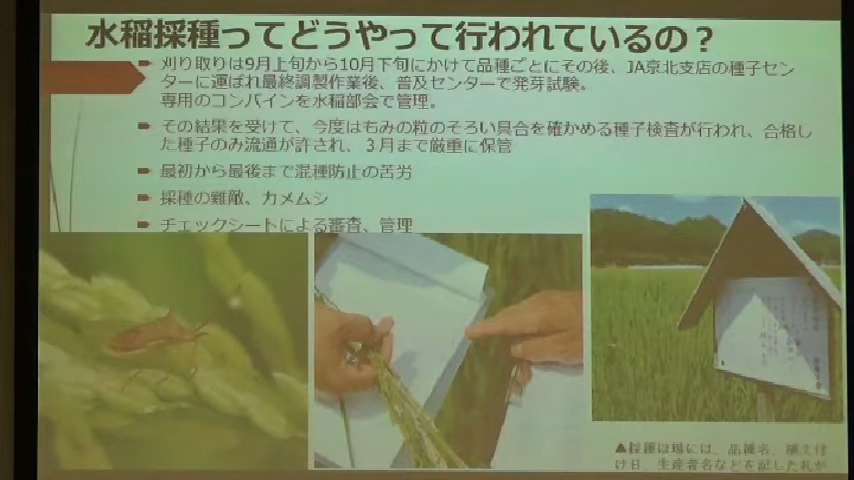 水稲採種ってどうやって行われているの？
刈り取りは9月上旬から10月下旬にかけて品種ごとにその後、JA京北支店の種子セン
ターに運ばれ最終調製作業後、普及センターで発芽試験。
専用のコンバインを水稲部会で管理。
その結果を受けて、今度はもみの粒のそろい具合を確かめる種子検査が行われ、合格し
た種子のみ流通が許され、３月まで厳重に保管
最初から最後まで混種防止の苦労
採種の難敵、カメムシ
チェックシートによる審査、管理
▲採種ほ場には、品種名、植え付
け日、生産者名などを記した札が